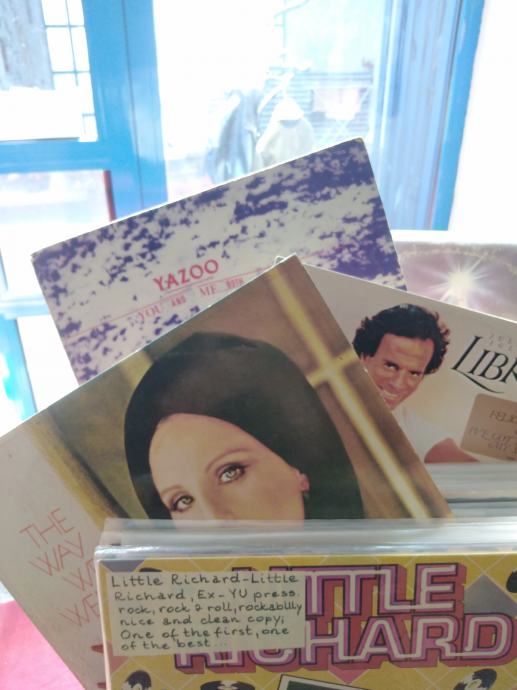 YAZOO
YOU AND ME BOTH
LIBR
FELIC
THE
WAY
WE
Little Richard-Little
Richard, Ex-YU press.
rock, rock & roll, rockabilly
nice and clean copy;
One of the first, one
of the best...
LITTLE
RICHARD